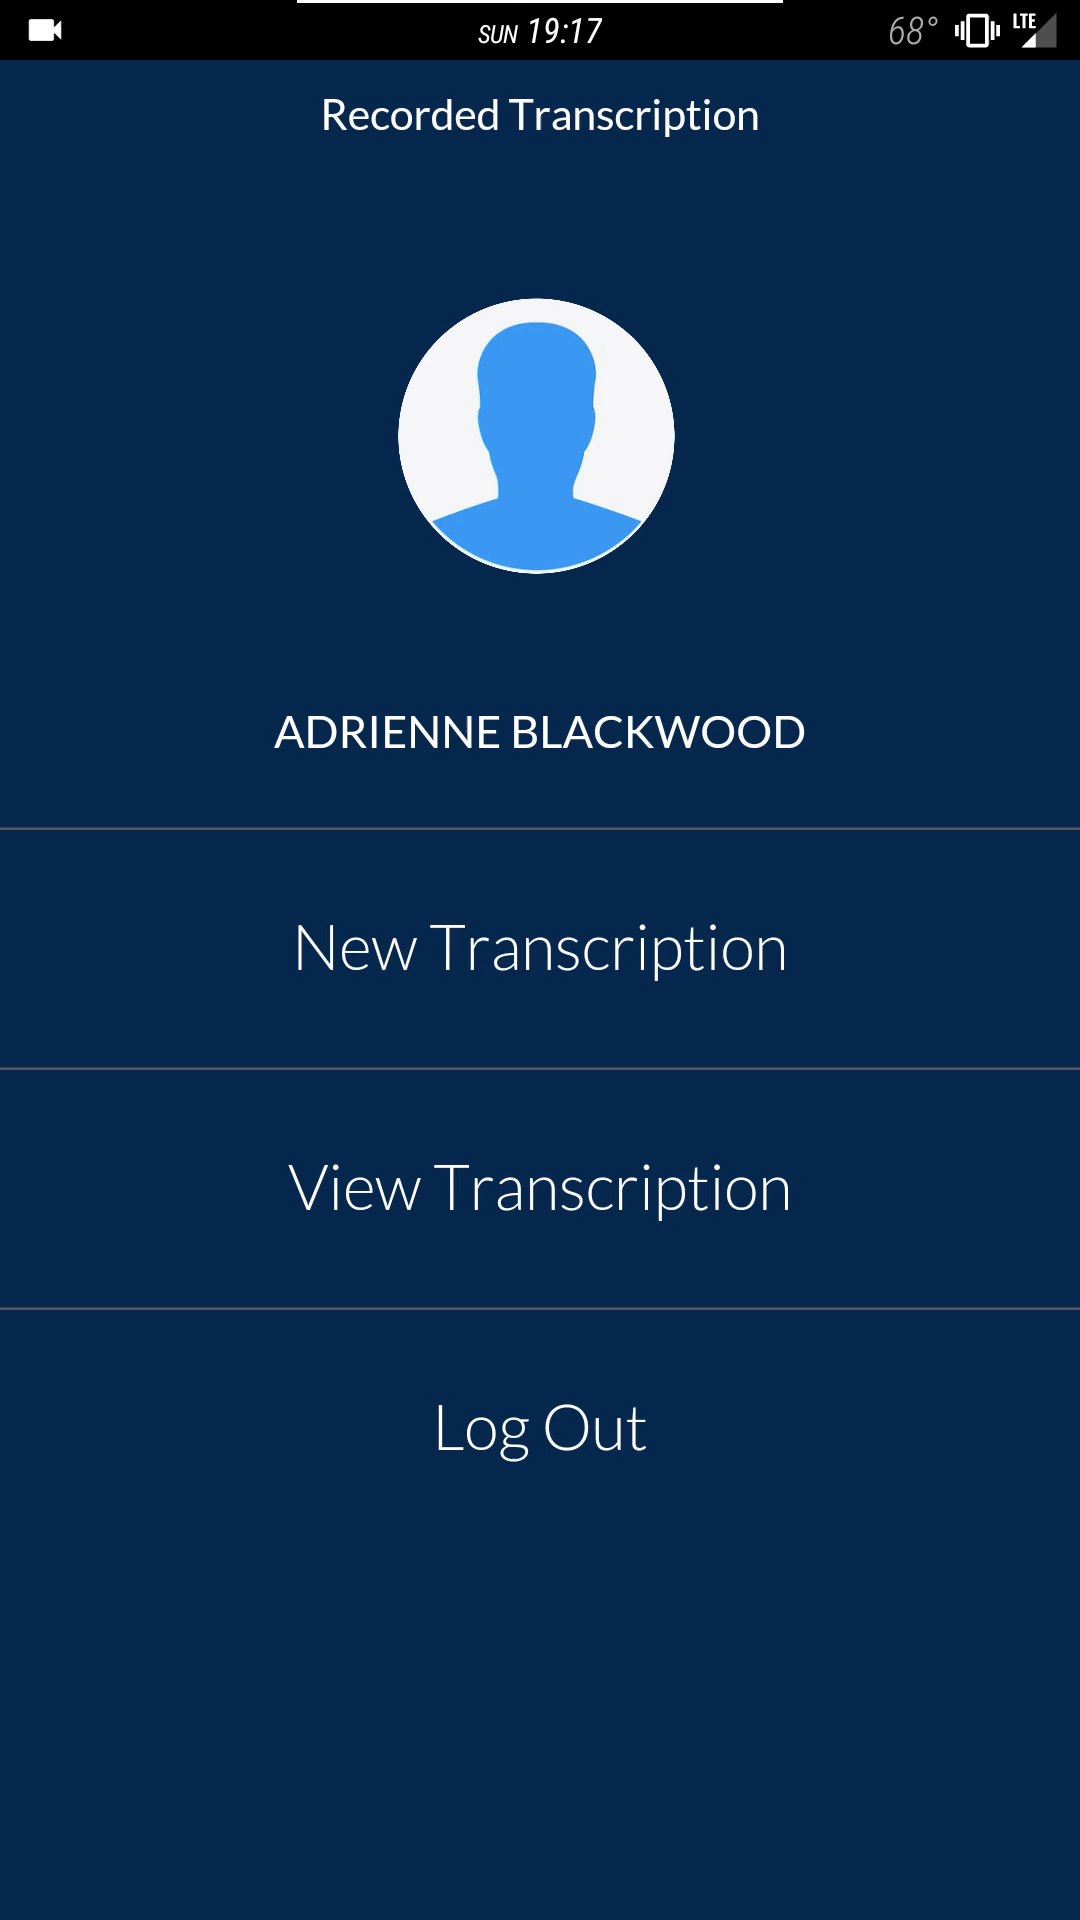 SUN 19:17 68° LTE
Recorded Transcription
ADRIENNE BLACKWOOD
New Transcription
View Transcription
Log Out